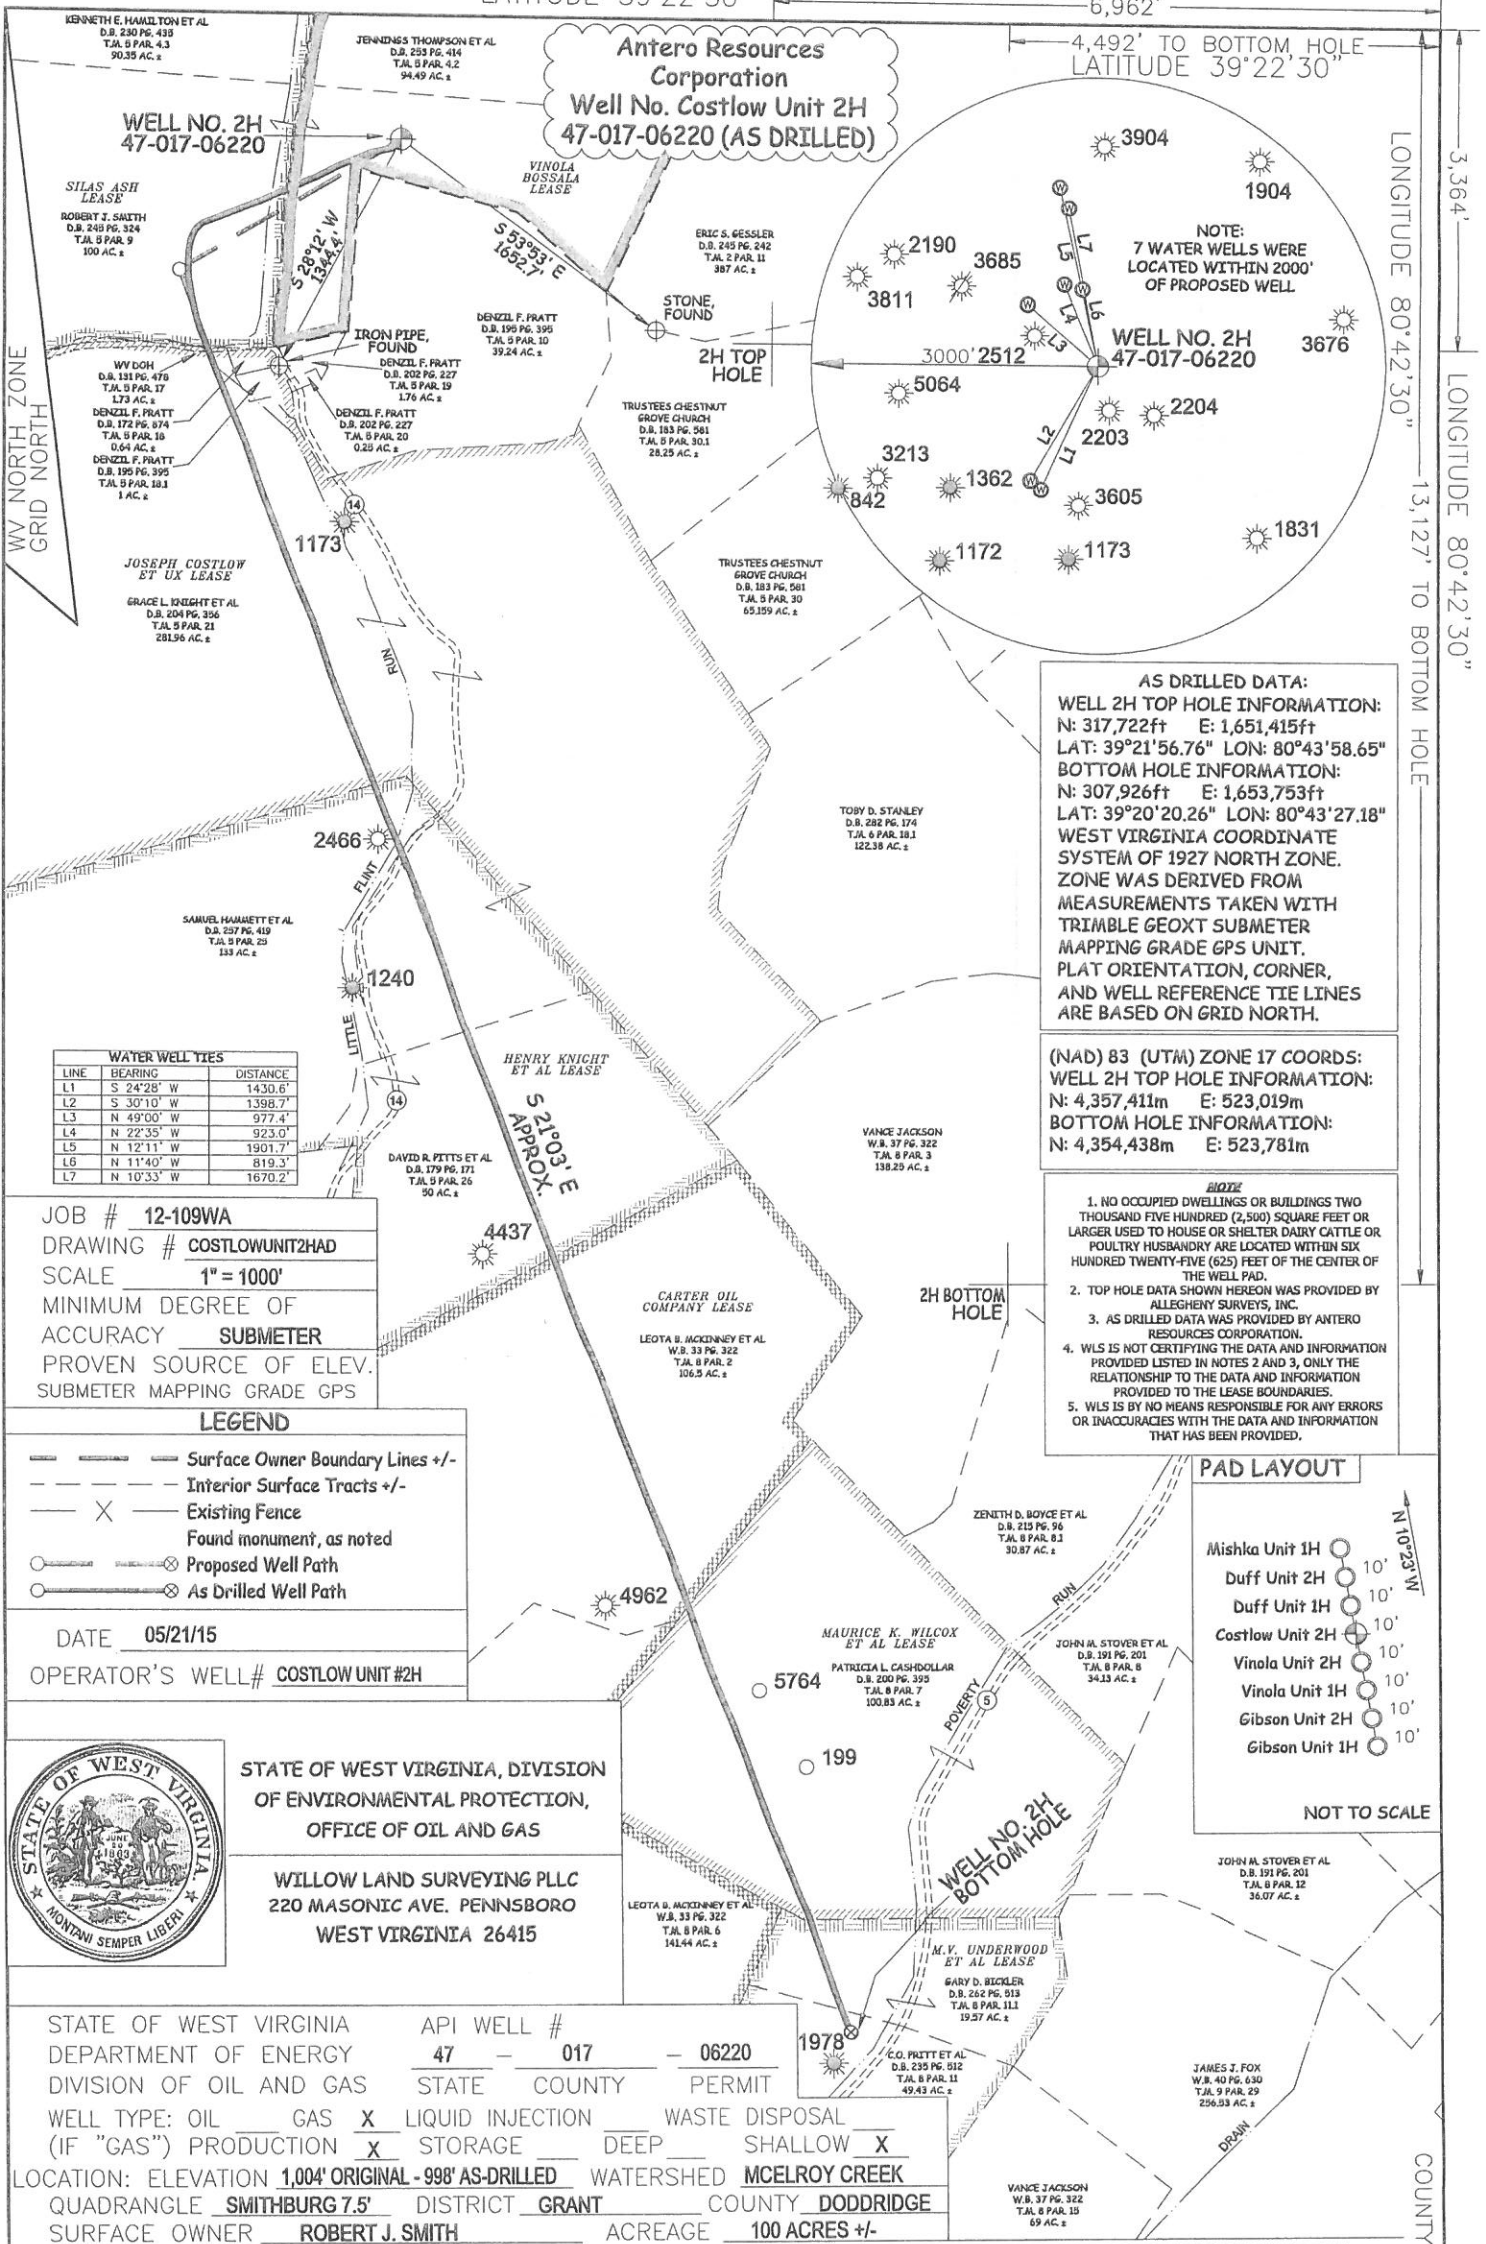 LATITUDE 39°22'30"
6,962'
4,492' TO BOTTOM HOLE
LATITUDE 39°22'30"
KENNETH E. HAMILTON ET AL
D.B. 230 PG. 435
T.M. 5 PAR. 4.3
90.35 AC. ±
JENNINGS THOMPSON ET AL
D.B. 253 PG. 414
T.M. 5 PAR. 4.2
94.49 AC. ±
Antero Resources
Corporation
Well No. Costlow Unit 2H
47-017-06220 (AS DRILLED)
WELL NO. 2H
47-017-06220
SILAS ASH
LEASE
ROBERT J. SMITH
D.B. 245 PG. 324
T.M. 5 PAR. 9
100 AC. ±
VINOLA
BOSSALA
LEASE
S 28°12' W
1344.4'
S 53°53' E
1652.7'
ERIC S. GESSLER
D.B. 245 PG. 242
T.M. 2 PAR. 11
387 AC. ±
STONE,
FOUND
IRON PIPE,
FOUND
DENZIL F. PRATT
D.B. 195 PG. 395
T.M. 5 PAR. 10
39.24 AC. ±
DENZIL F. PRATT
D.B. 202 PG. 227
T.M. 5 PAR. 19
1.76 AC. ±
DENZIL F. PRATT
D.B. 202 PG. 227
T.M. 5 PAR. 20
0.25 AC. ±
WV DOH
D.B. 131 PG. 478
T.M. 5 PAR. 17
1.73 AC. ±
DENZIL F. PRATT
D.B. 172 PG. 574
T.M. 5 PAR. 18
0.64 AC. ±
DENZIL F. PRATT
D.B. 195 PG. 395
T.M. 5 PAR. 18.1
1 AC. ±
WV NORTH ZONE
GRID NORTH
2H TOP
HOLE
TRUSTEES CHESTNUT
GROVE CHURCH
D.B. 183 PG. 581
T.M. 5 PAR. 30.1
28.25 AC. ±
TRUSTEES CHESTNUT
GROVE CHURCH
D.B. 183 PG. 581
T.M. 5 PAR. 30
65.159 AC. ±
3904
1904
NOTE:
7 WATER WELLS WERE
LOCATED WITHIN 2000'
OF PROPOSED WELL
2190
3685
3811
L7
L5
L6
L4
L3
WELL NO. 2H
47-017-06220
3676
3000'
2512
5064
2203
2204
L2
L1
3213
842
1362
3605
1831
1172
1173
LONGITUDE 80°42'30"
3,364'
LONGITUDE 80°42'30"
13,127' TO BOTTOM HOLE
14
1173
JOSEPH COSTLOW
ET UX LEASE
GRACE L. KNIGHT ET AL
D.B. 204 PG. 356
T.M. 5 PAR. 21
281.96 AC. ±
RUN
AS DRILLED DATA:
WELL 2H TOP HOLE INFORMATION:
N: 317,722ft E: 1,651,415ft
LAT: 39°21'56.76" LON: 80°43'58.65"
BOTTOM HOLE INFORMATION:
N: 307,926ft E: 1,653,753ft
LAT: 39°20'20.26" LON: 80°43'27.18"
WEST VIRGINIA COORDINATE
SYSTEM OF 1927 NORTH ZONE.
ZONE WAS DERIVED FROM
MEASUREMENTS TAKEN WITH
TRIMBLE GEOXT SUBMETER
MAPPING GRADE GPS UNIT.
PLAT ORIENTATION, CORNER,
AND WELL REFERENCE TIE LINES
ARE BASED ON GRID NORTH.
(NAD) 83 (UTM) ZONE 17 COORDS:
WELL 2H TOP HOLE INFORMATION:
N: 4,357,411m E: 523,019m
BOTTOM HOLE INFORMATION:
N: 4,354,438m E: 523,781m
TOBY D. STANLEY
D.B. 282 PG. 174
T.M. 6 PAR. 18.1
122.38 AC. ±
2466
FLINT
SAMUEL HAMMETT ET AL
D.B. 257 PG. 419
T.M. 5 PAR. 25
133 AC. ±
1240
LITTLE
WATER WELL TIES
LINE BEARING DISTANCE
L1 S 24°28' W 1430.6'
L2 S 30°10' W 1398.7'
L3 N 49°00' W 977.4'
L4 N 22°35' W 923.0'
L5 N 12°11' W 1901.7'
L6 N 11°40' W 819.3'
L7 N 10°33' W 1670.2'
14
HENRY KNIGHT
ET AL LEASE
S 21°03' E
APPROX.
DAVID R. PITTS ET AL
D.B. 179 PG. 171
T.M. 5 PAR. 26
50 AC. ±
VANCE JACKSON
W.B. 37 PG. 322
T.M. 8 PAR. 3
138.25 AC. ±
NOTE
1. NO OCCUPIED DWELLINGS OR BUILDINGS TWO
THOUSAND FIVE HUNDRED (2,500) SQUARE FEET OR
LARGER USED TO HOUSE OR SHELTER DAIRY CATTLE OR
POULTRY HUSBANDRY ARE LOCATED WITHIN SIX
HUNDRED TWENTY-FIVE (625) FEET OF THE CENTER OF
THE WELL PAD.
2. TOP HOLE DATA SHOWN HEREON WAS PROVIDED BY
ALLEGHENY SURVEYS, INC.
3. AS DRILLED DATA WAS PROVIDED BY ANTERO
RESOURCES CORPORATION.
4. WLS IS NOT CERTIFYING THE DATA AND INFORMATION
PROVIDED LISTED IN NOTES 2 AND 3, ONLY THE
RELATIONSHIP TO THE DATA AND INFORMATION
PROVIDED TO THE LEASE BOUNDARIES.
5. WLS IS BY NO MEANS RESPONSIBLE FOR ANY ERRORS
OR INACCURACIES WITH THE DATA AND INFORMATION
THAT HAS BEEN PROVIDED.
JOB # 12-109WA
DRAWING # COSTLOWUNIT2HAD
SCALE 1" = 1000'
MINIMUM DEGREE OF
ACCURACY SUBMETER
PROVEN SOURCE OF ELEV.
SUBMETER MAPPING GRADE GPS
4437
CARTER OIL
COMPANY LEASE
LEOTA B. MCKINNEY ET AL
W.B. 33 PG. 322
T.M. 8 PAR. 2
106.5 AC. ±
2H BOTTOM
HOLE
LEGEND
Surface Owner Boundary Lines +/-
Interior Surface Tracts +/-
X Existing Fence
Found monument, as noted
Proposed Well Path
As Drilled Well Path
DATE 05/21/15
OPERATOR'S WELL# COSTLOW UNIT #2H
PAD LAYOUT
N 10°23' W
Mishka Unit 1H
10'
Duff Unit 2H
10'
Duff Unit 1H
10'
Costlow Unit 2H
10'
Vinola Unit 2H
10'
Vinola Unit 1H
10'
Gibson Unit 2H
10'
Gibson Unit 1H
NOT TO SCALE
ZENITH D. BOYCE ET AL
D.B. 215 PG. 96
T.M. 8 PAR. 8.1
30.87 AC. ±
RUN
4962
MAURICE K. WILCOX
ET AL LEASE
PATRICIA L. CASHDOLLAR
D.B. 200 PG. 395
T.M. 8 PAR. 7
100.83 AC. ±
JOHN M. STOVER ET AL
D.B. 191 PG. 201
T.M. 8 PAR. 8
34.13 AC. ±
5764
POVERTY
5
199
WELL NO. 2H
BOTTOM HOLE
STATE OF WEST VIRGINIA
JUNE
20
1863
MONTANI SEMPER LIBERI
STATE OF WEST VIRGINIA, DIVISION
OF ENVIRONMENTAL PROTECTION,
OFFICE OF OIL AND GAS
WILLOW LAND SURVEYING PLLC
220 MASONIC AVE. PENNSBORO
WEST VIRGINIA 26415
JOHN M. STOVER ET AL
D.B. 191 PG. 201
T.M. 8 PAR. 12
36.07 AC. ±
LEOTA B. MCKINNEY ET AL
W.B. 33 PG. 322
T.M. 8 PAR. 6
141.44 AC. ±
M.V. UNDERWOOD
ET AL LEASE
GARY D. BICKLER
D.B. 262 PG. 513
T.M. 8 PAR. 11.1
19.57 AC. ±
1978
C.O. PRITT ET AL
D.B. 235 PG. 512
T.M. 8 PAR. 11
49.43 AC. ±
JAMES J. FOX
W.B. 40 PG. 630
T.M. 9 PAR. 29
256.53 AC. ±
DRAIN
VANCE JACKSON
W.B. 37 PG. 322
T.M. 8 PAR. 15
69 AC. ±
COUNTY
STATE OF WEST VIRGINIA API WELL #
DEPARTMENT OF ENERGY 47 - 017 - 06220
DIVISION OF OIL AND GAS STATE COUNTY PERMIT
WELL TYPE: OIL GAS X LIQUID INJECTION WASTE DISPOSAL
(IF "GAS") PRODUCTION X STORAGE DEEP SHALLOW X
LOCATION: ELEVATION 1,004' ORIGINAL - 998' AS-DRILLED WATERSHED MCELROY CREEK
QUADRANGLE SMITHBURG 7.5' DISTRICT GRANT COUNTY DODDRIDGE
SURFACE OWNER ROBERT J. SMITH ACREAGE 100 ACRES +/-